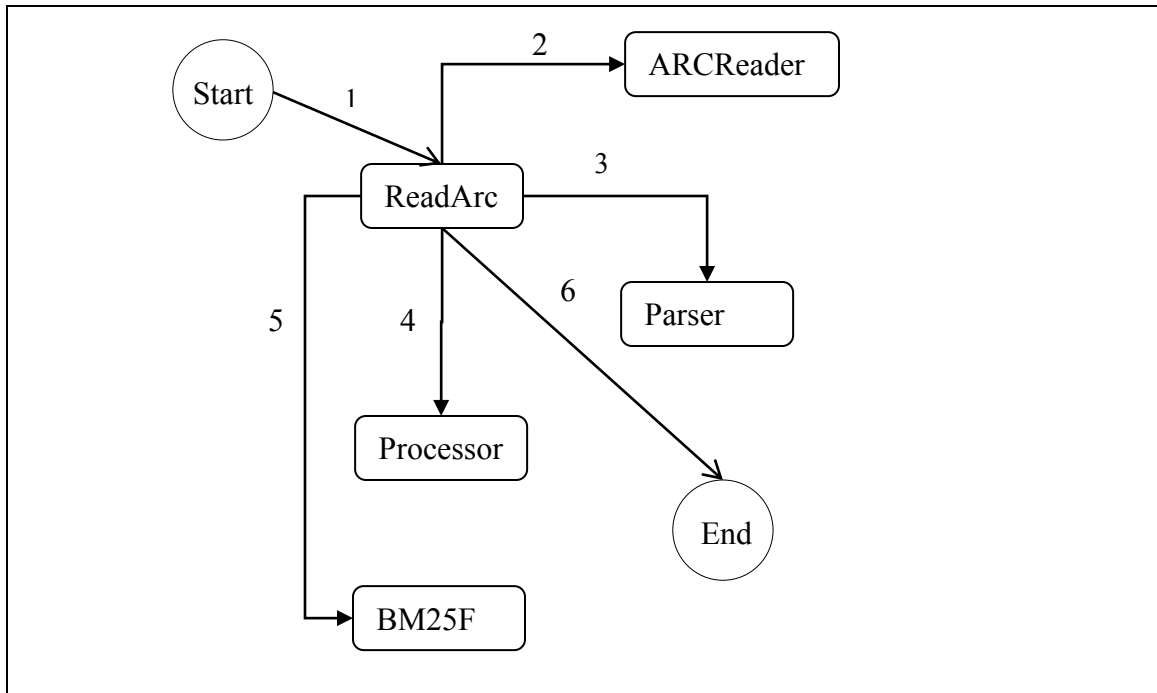 2
ARCReader
Start
1
3
ReadArc
6
5
4
Parser
Processor
End
BM25F